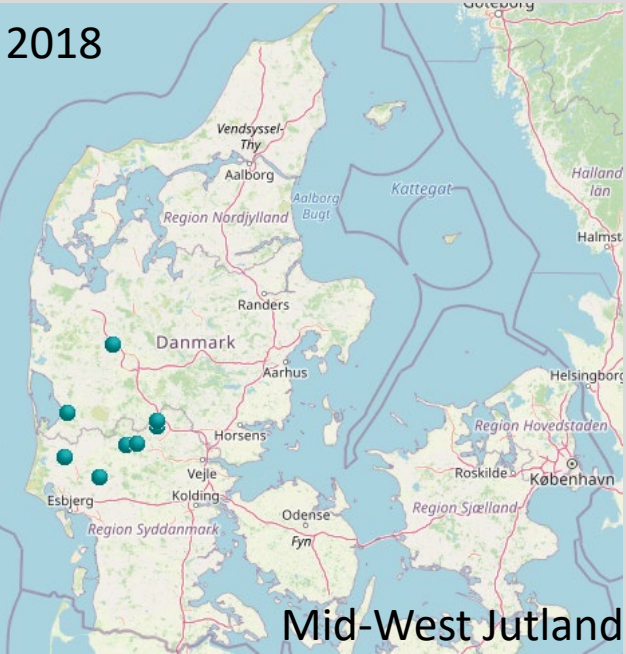 Göteborg
2018
Vendsyssel-
Thy
Aalborg
Halland
län
Aalborg
Bugt
Kattegat
Region Nordjylland
Halmst
Randers
Danmark
Aarhus
Helsingborg
Region Hovedstaden
Horsens
Roskilde
København
Vejle
Kolding
Esbjerg
Region Sjælland
Odense
Region Syddanmark
Fyn
Mid-West Jutland